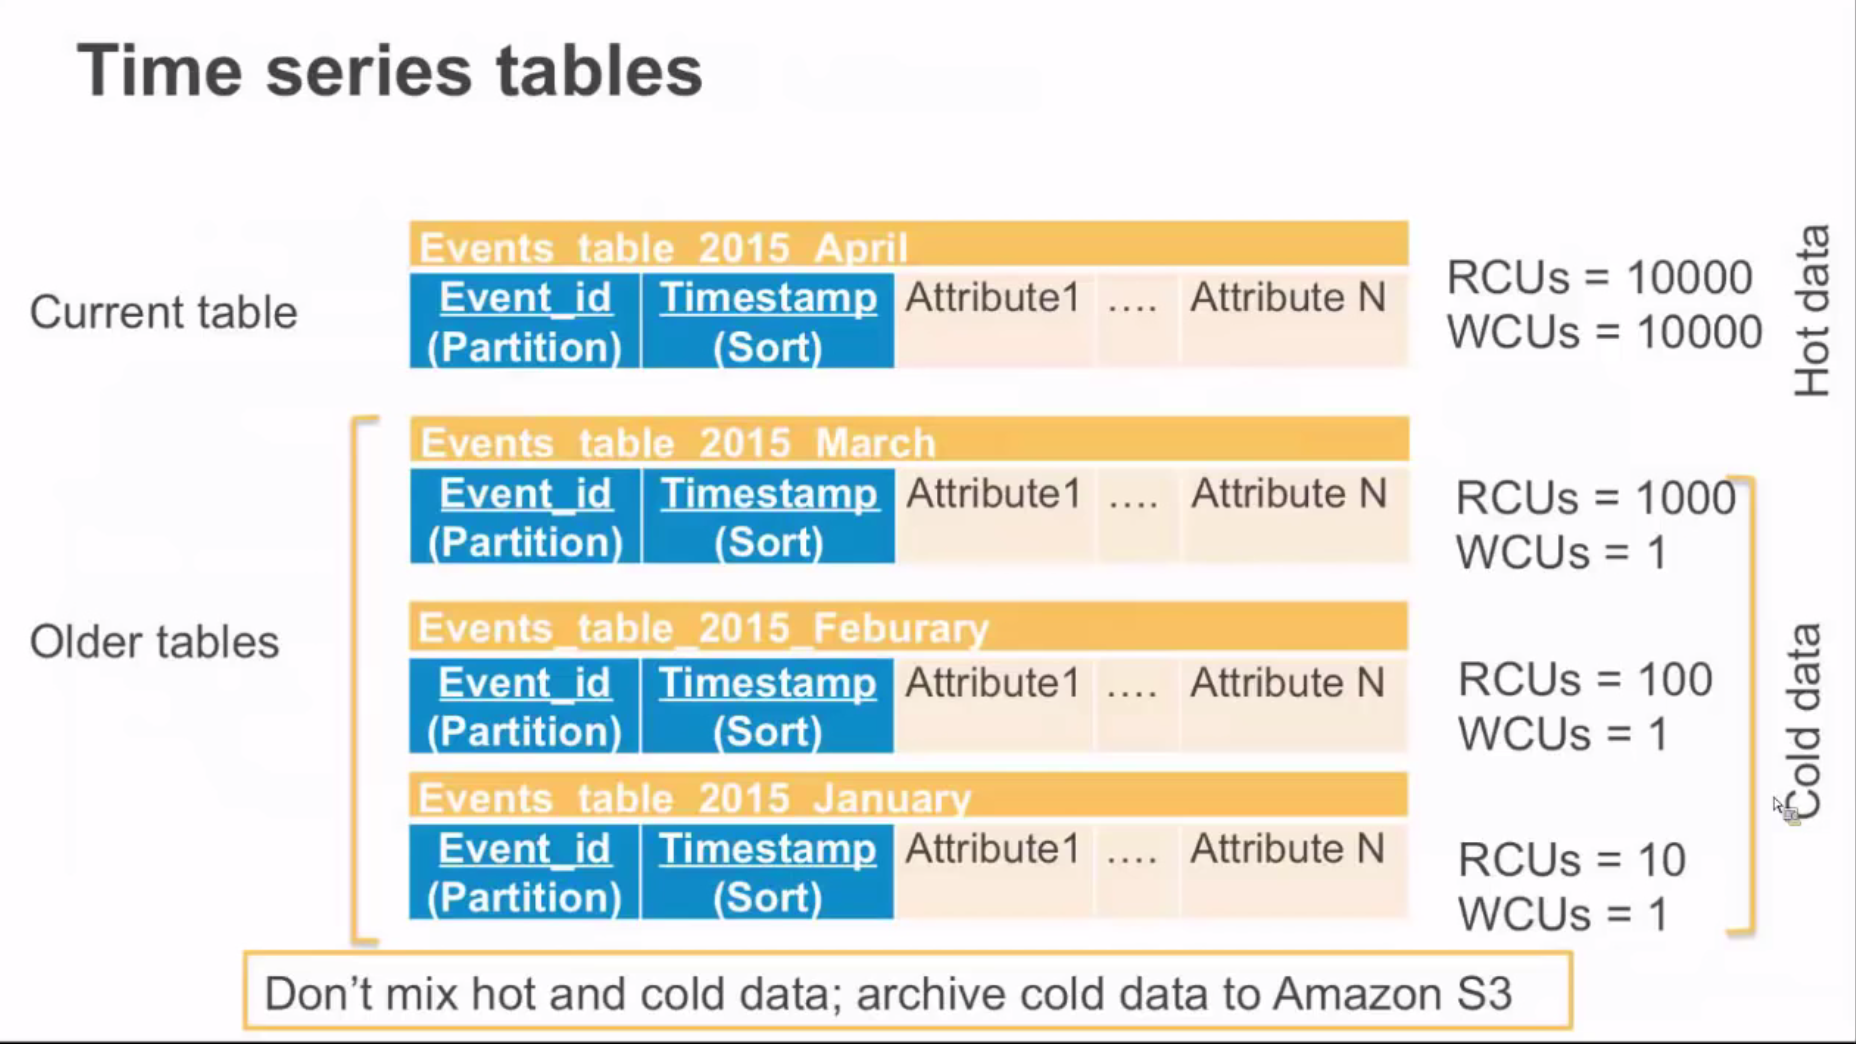 Time series tables
Current table
Events_table_2015_April
Event_id (Partition) Timestamp (Sort) Attribute1 …. Attribute N
RCUs = 10000
WCUs = 10000
Hot data
Older tables
Events_table_2015_March
Event_id (Partition) Timestamp (Sort) Attribute1 …. Attribute N
RCUs = 1000
WCUs = 1
Events_table_2015_Feburary
Event_id (Partition) Timestamp (Sort) Attribute1 …. Attribute N
RCUs = 100
WCUs = 1
Events_table_2015_January
Event_id (Partition) Timestamp (Sort) Attribute1 …. Attribute N
RCUs = 10
WCUs = 1
Cold data
Don’t mix hot and cold data; archive cold data to Amazon S3